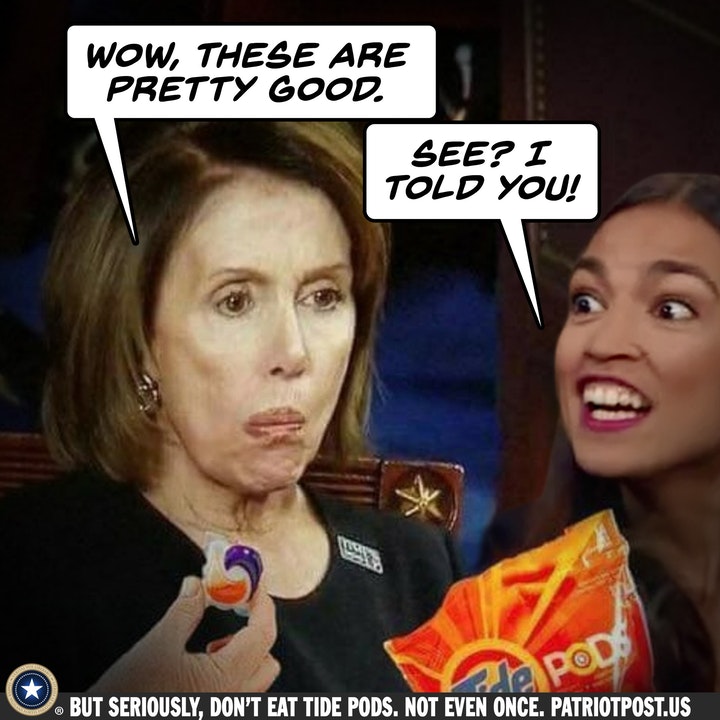 WOW, THESE ARE
PRETTY GOOD.
SEE? I
TOLD YOU!
Tide PODS
® BUT SERIOUSLY, DON'T EAT TIDE PODS. NOT EVEN ONCE. PATRIOTPOST.US